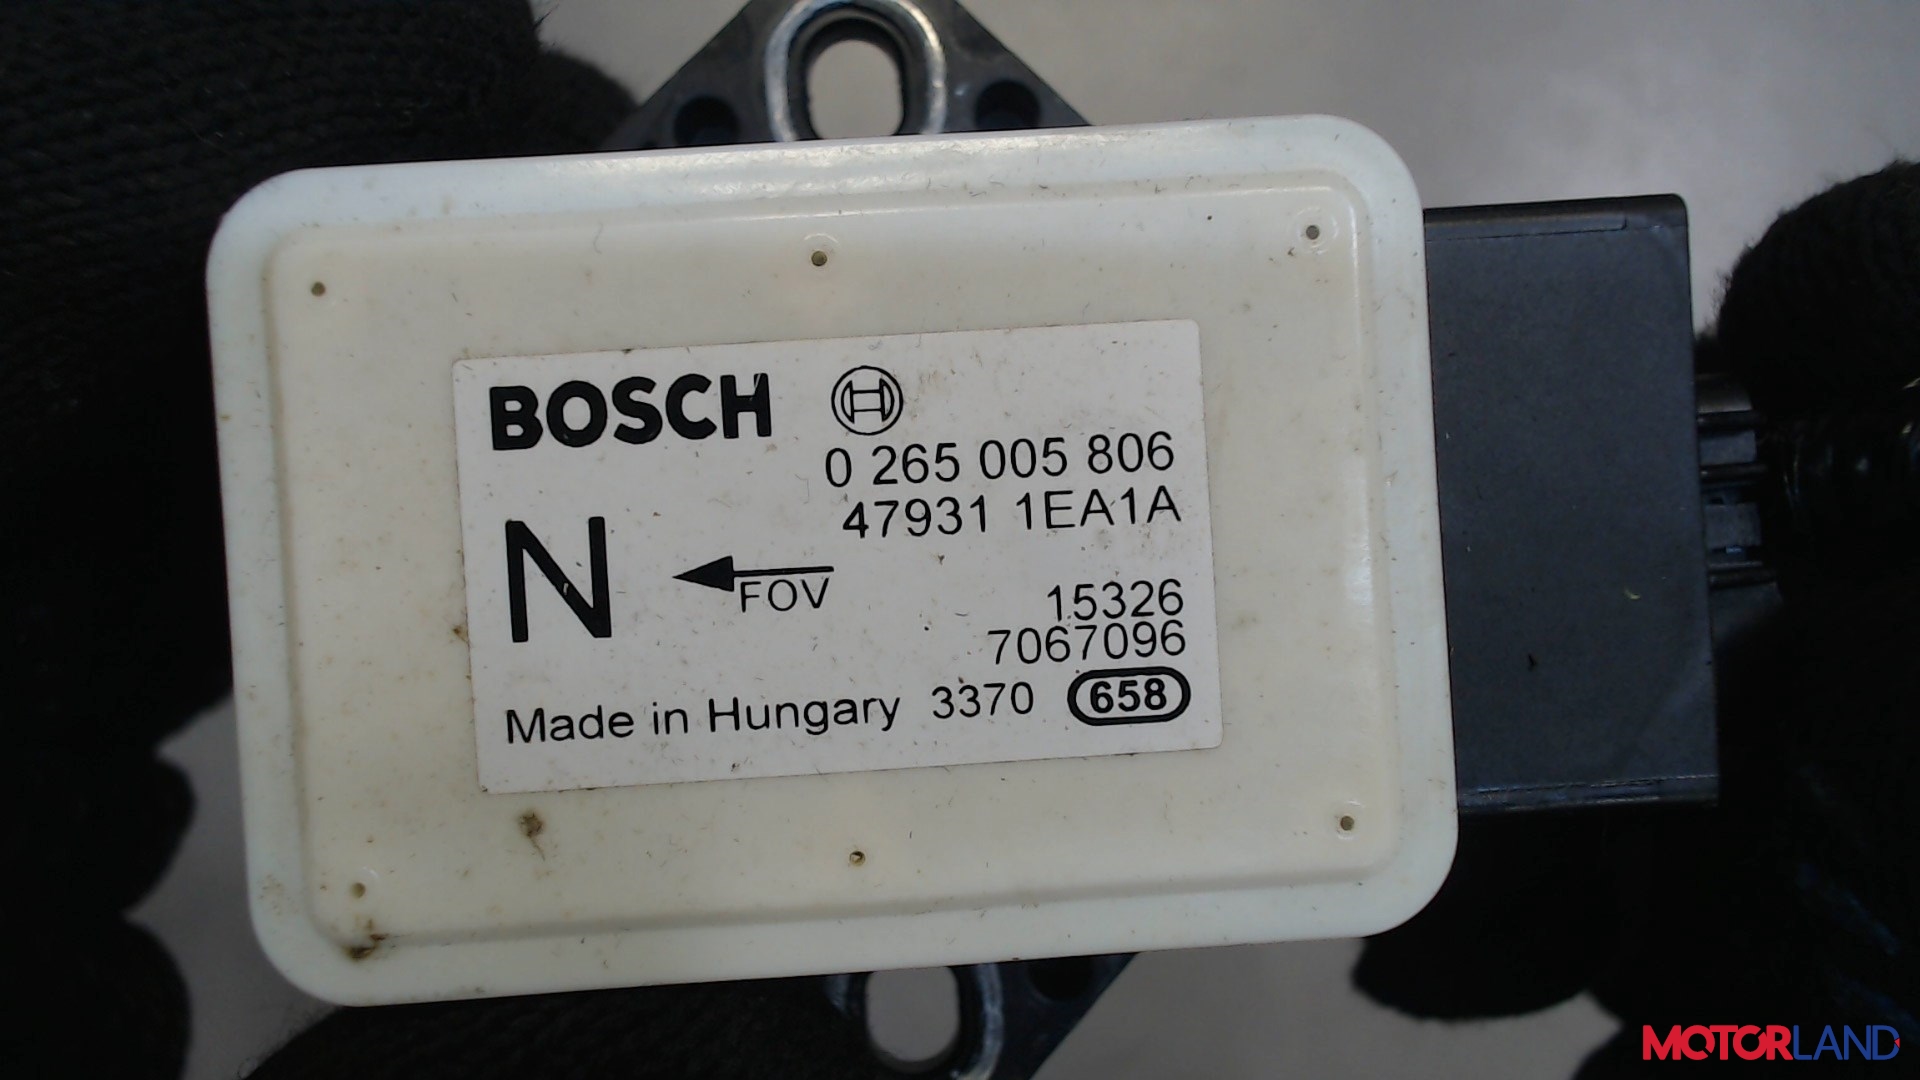 BOSCH
0 265 005 806
47931 1EA1A
N
FOV
15326
7067096
Made in Hungary 3370 658
MOTORLAND